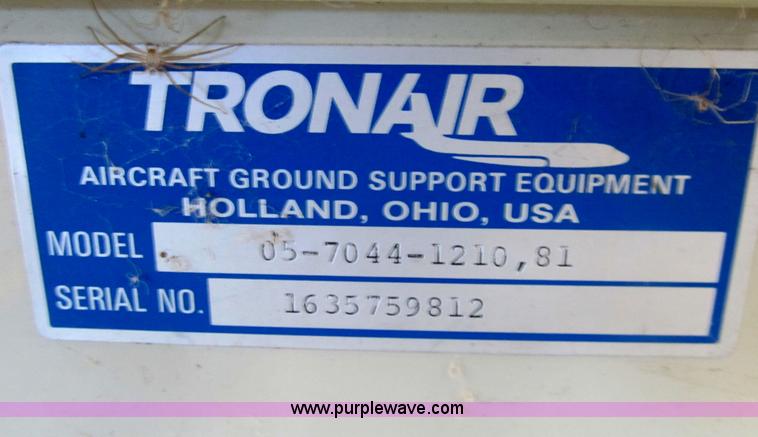 TRONAIR
AIRCRAFT GROUND SUPPORT EQUIPMENT
HOLLAND, OHIO, USA
MODEL 05-7044-1210,81
SERIAL NO. 1635759812
www.purplewave.com